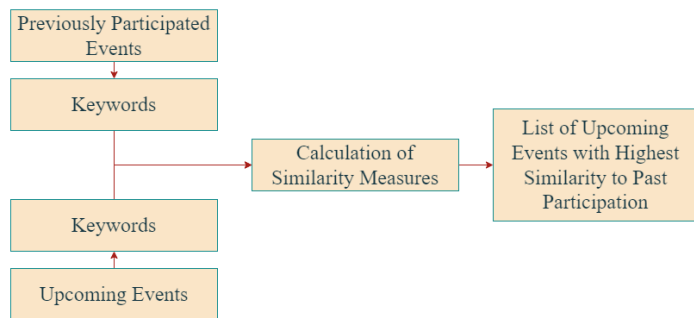 Previously Participated
Events
Keywords
Calculation of
Similarity Measures
List of Upcoming
Events with Highest
Similarity to Past
Participation
Keywords
Upcoming Events